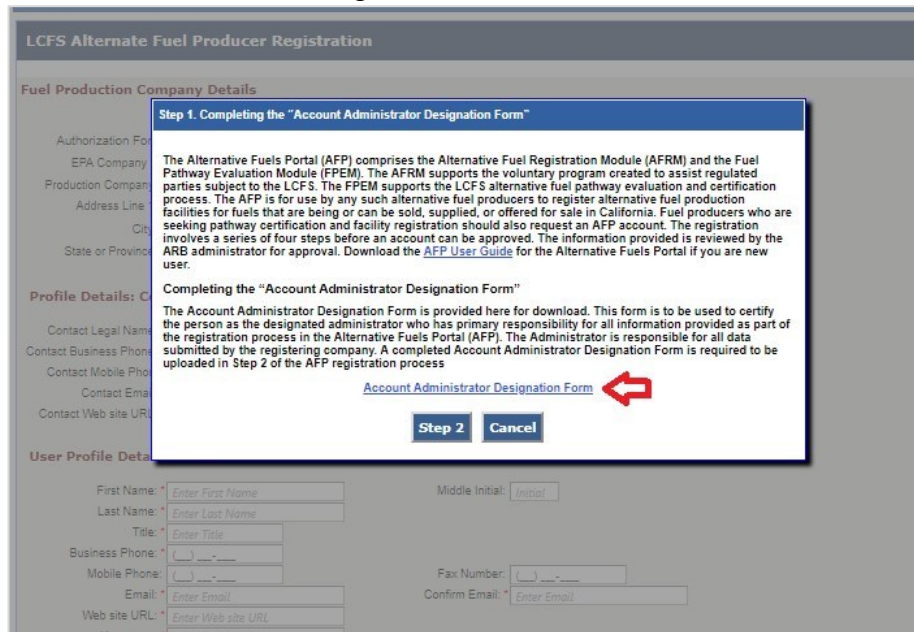 LCFS Alternate Fuel Producer Registration
Fuel Production Company Details
Step 1. Completing the "Account Administrator Designation Form"
Authorization For
EPA Company
Production Company
Address Line
City
State or Province
The Alternative Fuels Portal (AFP) comprises the Alternative Fuel Registration Module (AFRM) and the Fuel
Pathway Evaluation Module (FPEM). The AFRM supports the voluntary program created to assist regulated
parties subject to the LCFS. The FPEM supports the LCFS alternative fuel pathway evaluation and certification
process. The AFP is for use by any such alternative fuel producers to register alternative fuel production
facilities for fuels that are being or can be sold, supplied, or offered for sale in California. Fuel producers who are
seeking pathway certification and facility registration should also request an AFP account. The registration
involves a series of four steps before an account can be approved. The information provided is reviewed by the
ARB administrator for approval. Download the AFP User Guide for the Alternative Fuels Portal if you are new
user.
Completing the “Account Administrator Designation Form”
The Account Administrator Designation Form is provided here for download. This form is to be used to certify
the person as the designated administrator who has primary responsibility for all information provided as part of
the registration process in the Alternative Fuels Portal (AFP). The Administrator is responsible for all data
submitted by the registering company. A completed Account Administrator Designation Form is required to be
uploaded in Step 2 of the AFP registration process
Account Administrator Designation Form
Step 2 Cancel
Profile Details: C
Contact Legal Name
Contact Business Phone
Contact Mobile Pho
Contact Emai
Contact Web site UR
User Profile Deta
First Name: * Enter First Name Middle Initial: Initial
Last Name: * Enter Last Name
Title: * Enter Title
Business Phone: * (__) __-___
Mobile Phone: (__) __-___ Fax Number: (__) __-___
Email: * Enter Email Confirm Email: * Enter Email
Web site URL: * Enter Web site URL